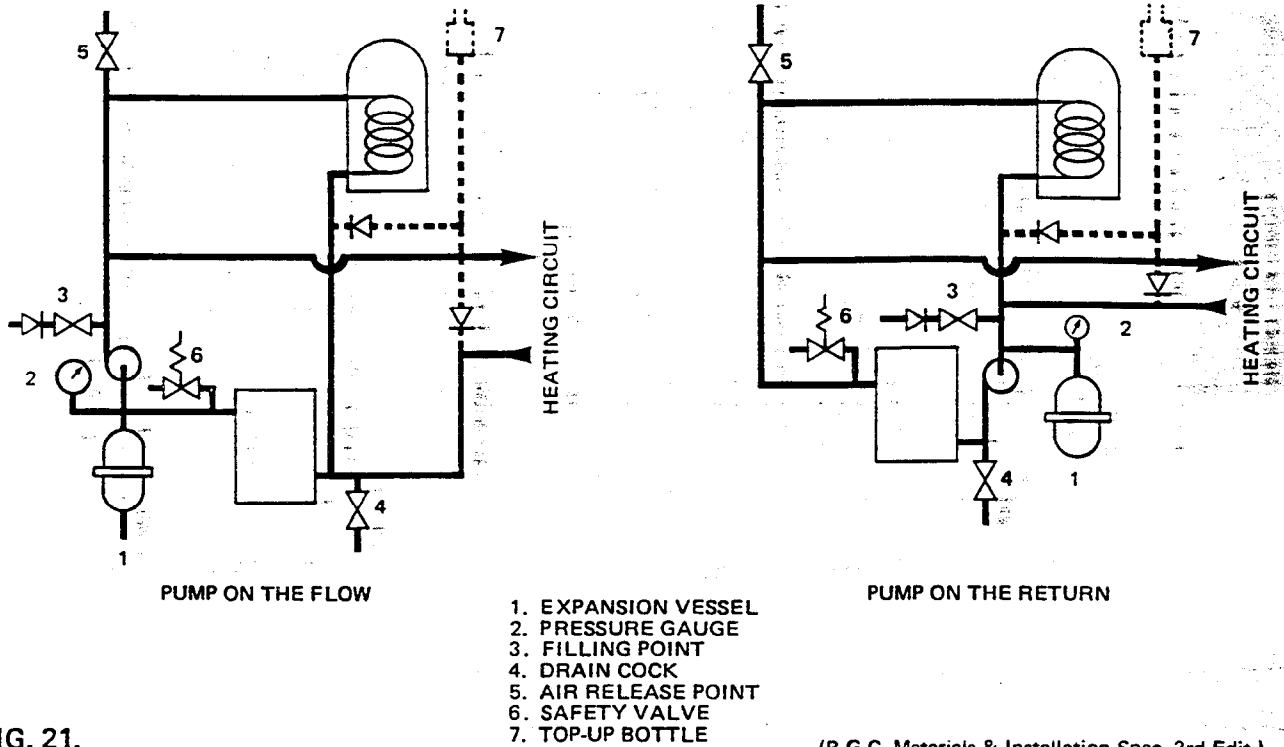 5
7
3
2
6
1
4
HEATING CIRCUIT
PUMP ON THE FLOW
5
7
3
6
2
4
1
HEATING CIRCUIT
PUMP ON THE RETURN
1. EXPANSION VESSEL
2. PRESSURE GAUGE
3. FILLING POINT
4. DRAIN COCK
5. AIR RELEASE POINT
6. SAFETY VALVE
7. TOP-UP BOTTLE
IG. 21.
Materials & Installation Spec. 3rd Edit.)